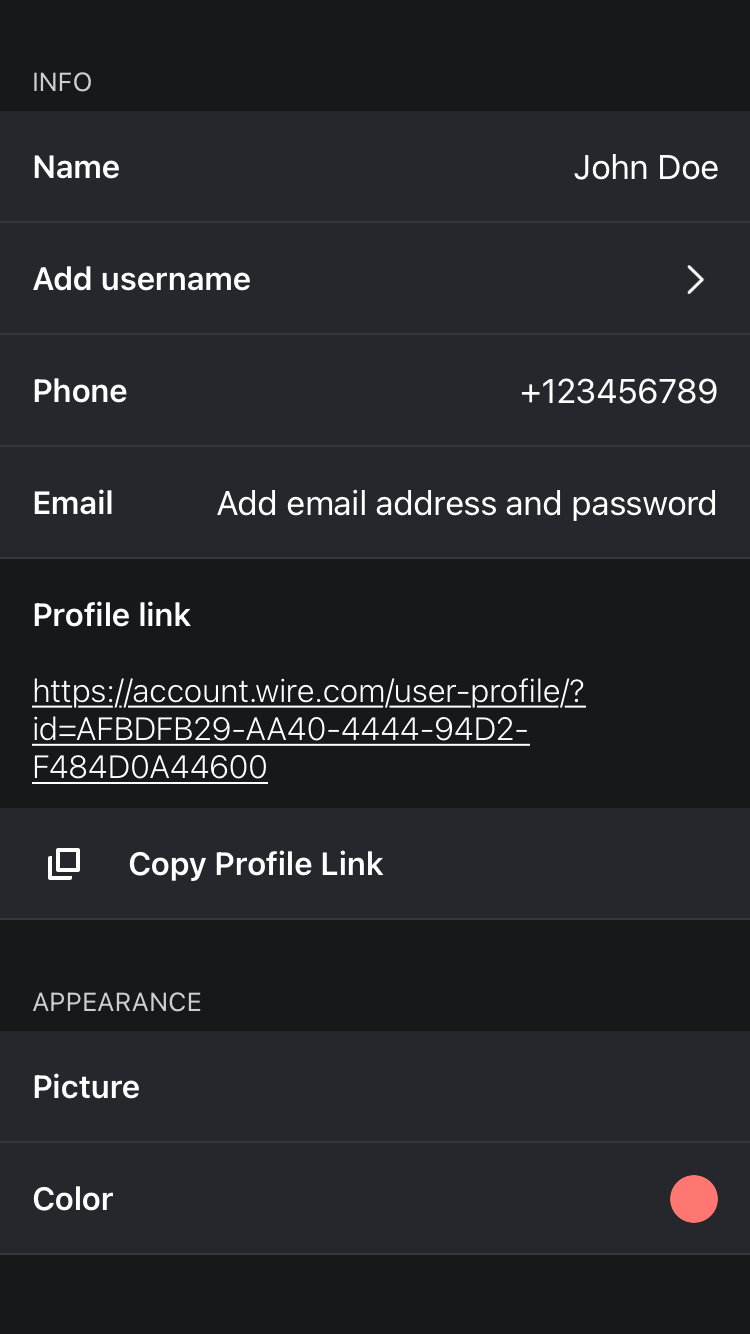 INFO
Name John Doe
Add username
Phone +123456789
Email Add email address and password
Profile link
https://account.wire.com/user-profile/?
id=AFBDFB29-AA40-4444-94D2-
F484D0A44600
Copy Profile Link
APPEARANCE
Picture
Color